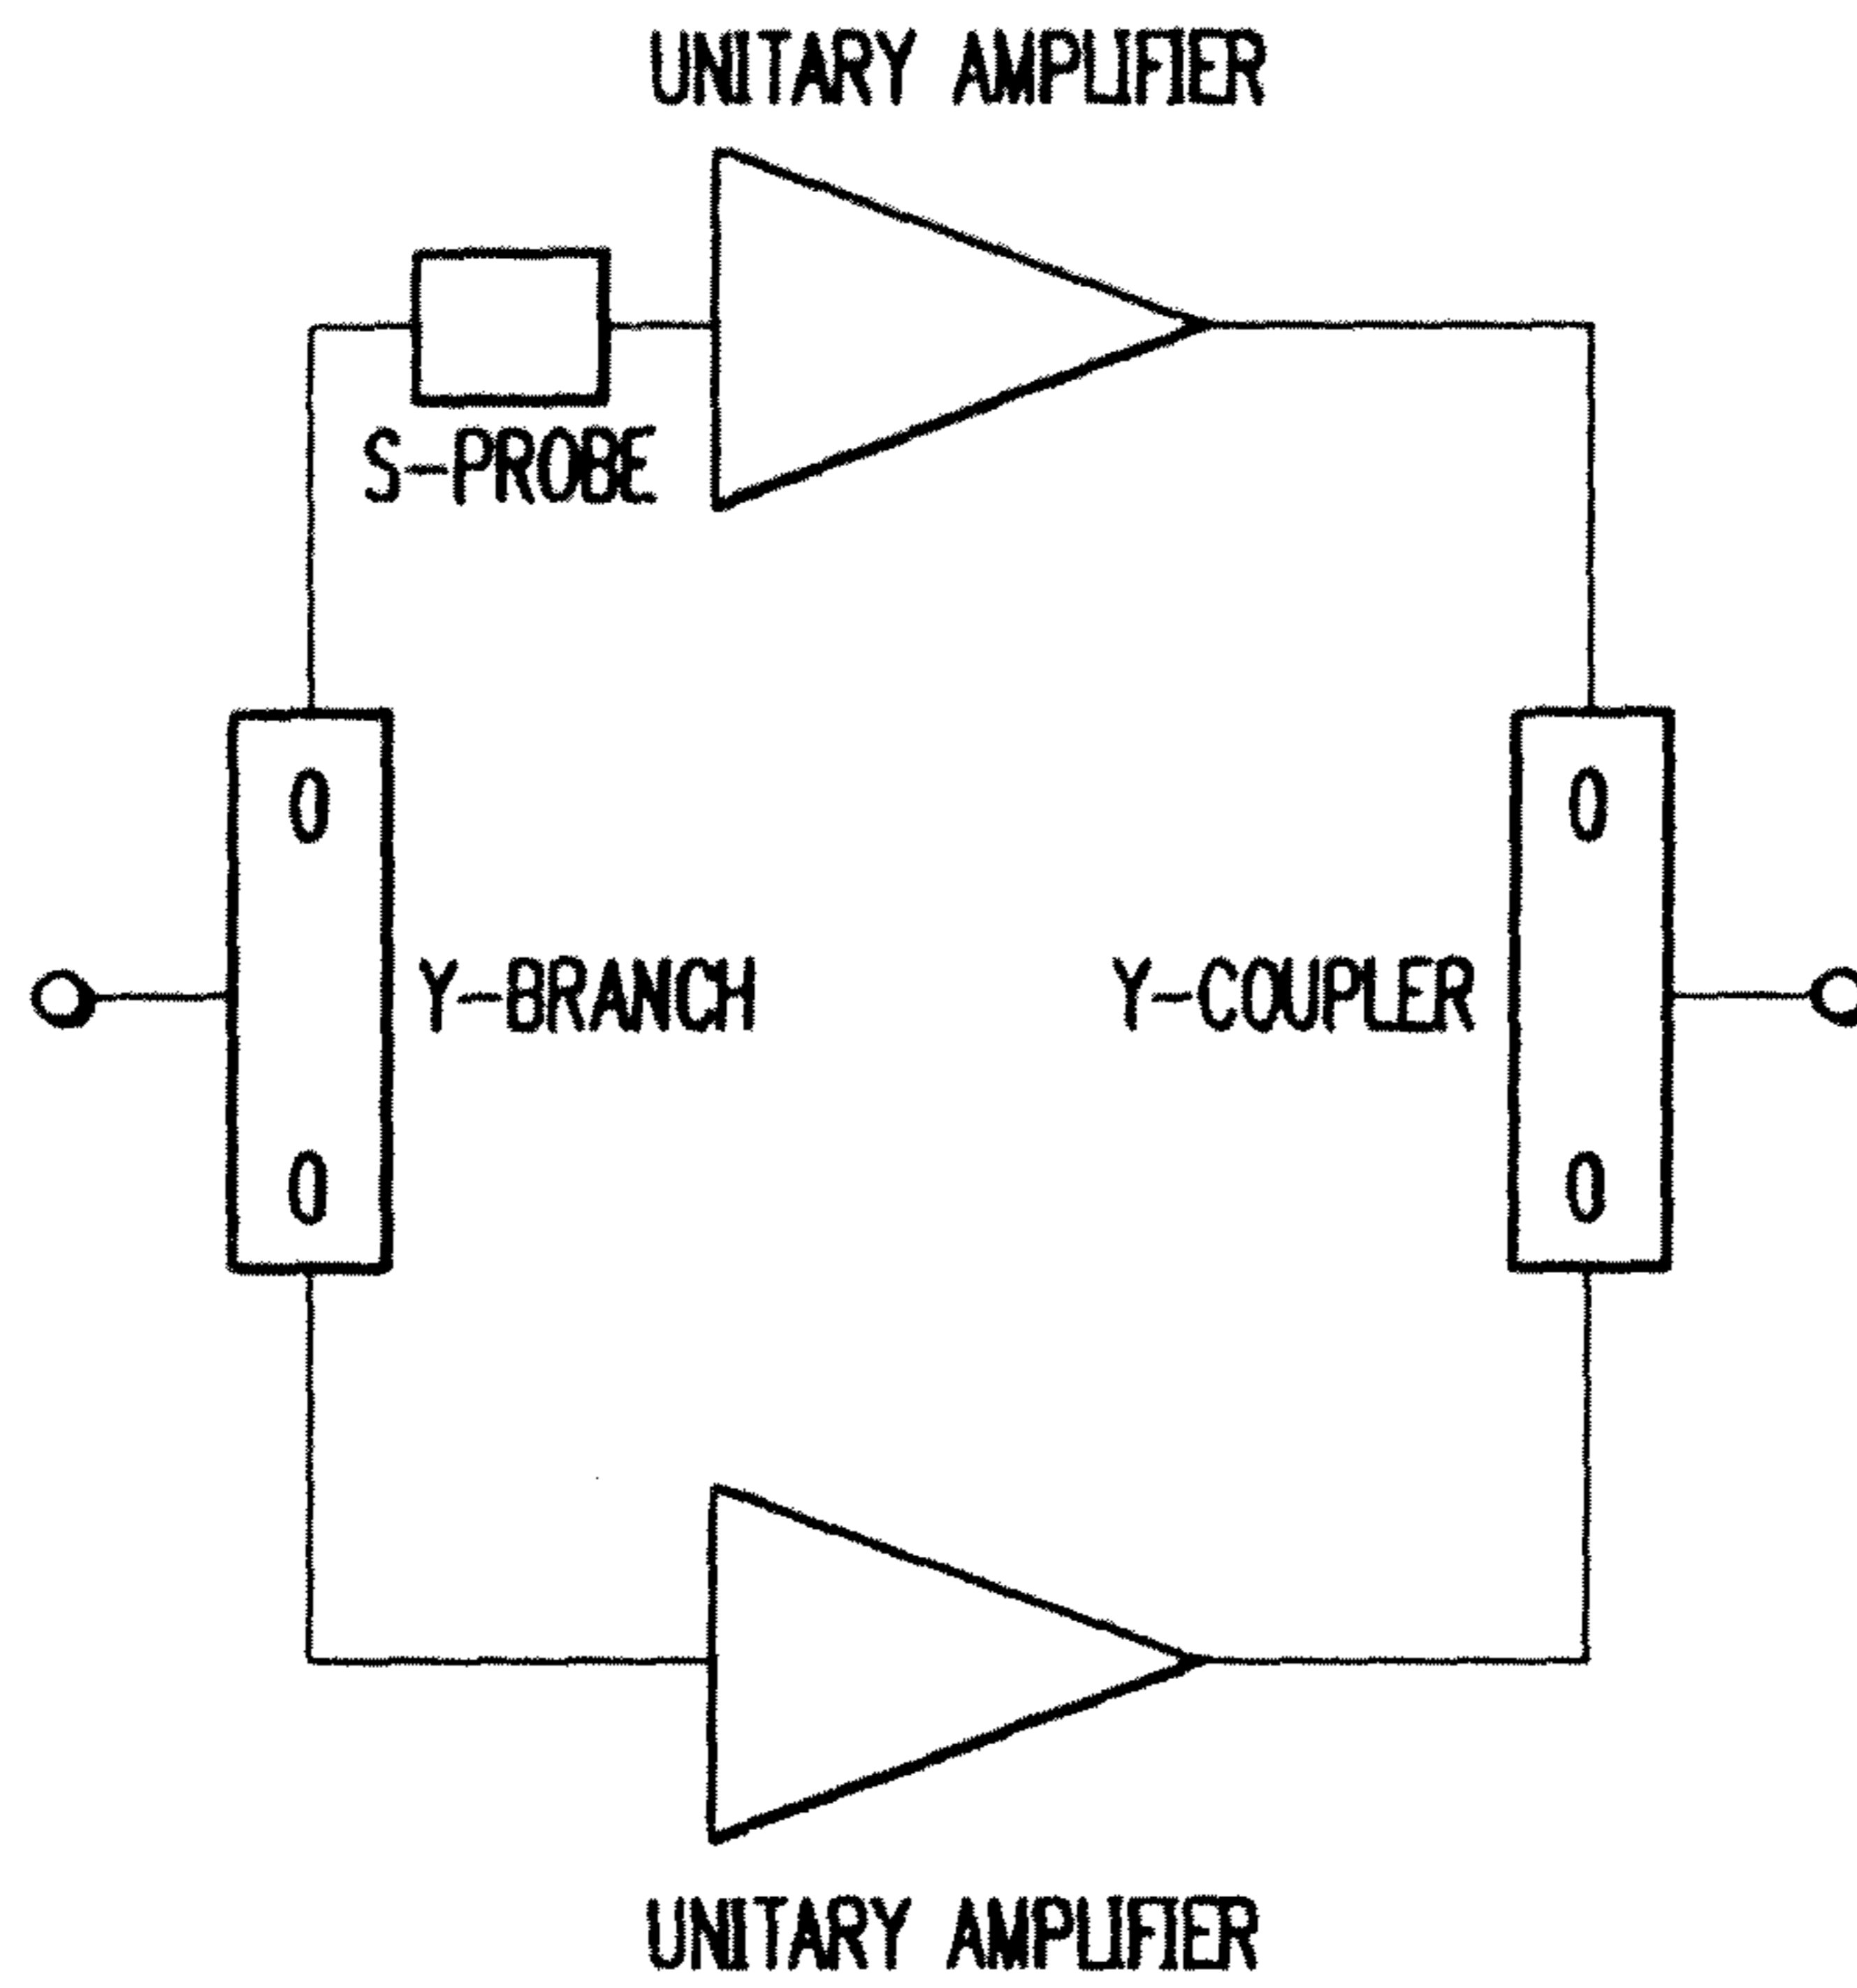 UNITARY AMPLIFIER
S-PROBE
0
0
Y-BRANCH
Y-COUPLER
0
0
UNITARY AMPLIFIER